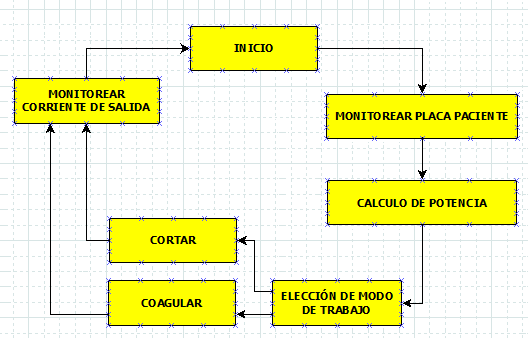 INICIO
MONITOREAR
CORRIENTE DE SALIDA
MONITOREAR PLACA PACIENTE
CALCULO DE POTENCIA
CORTAR
COAGULAR
ELECCIÓN DE MODO
DE TRABAJO